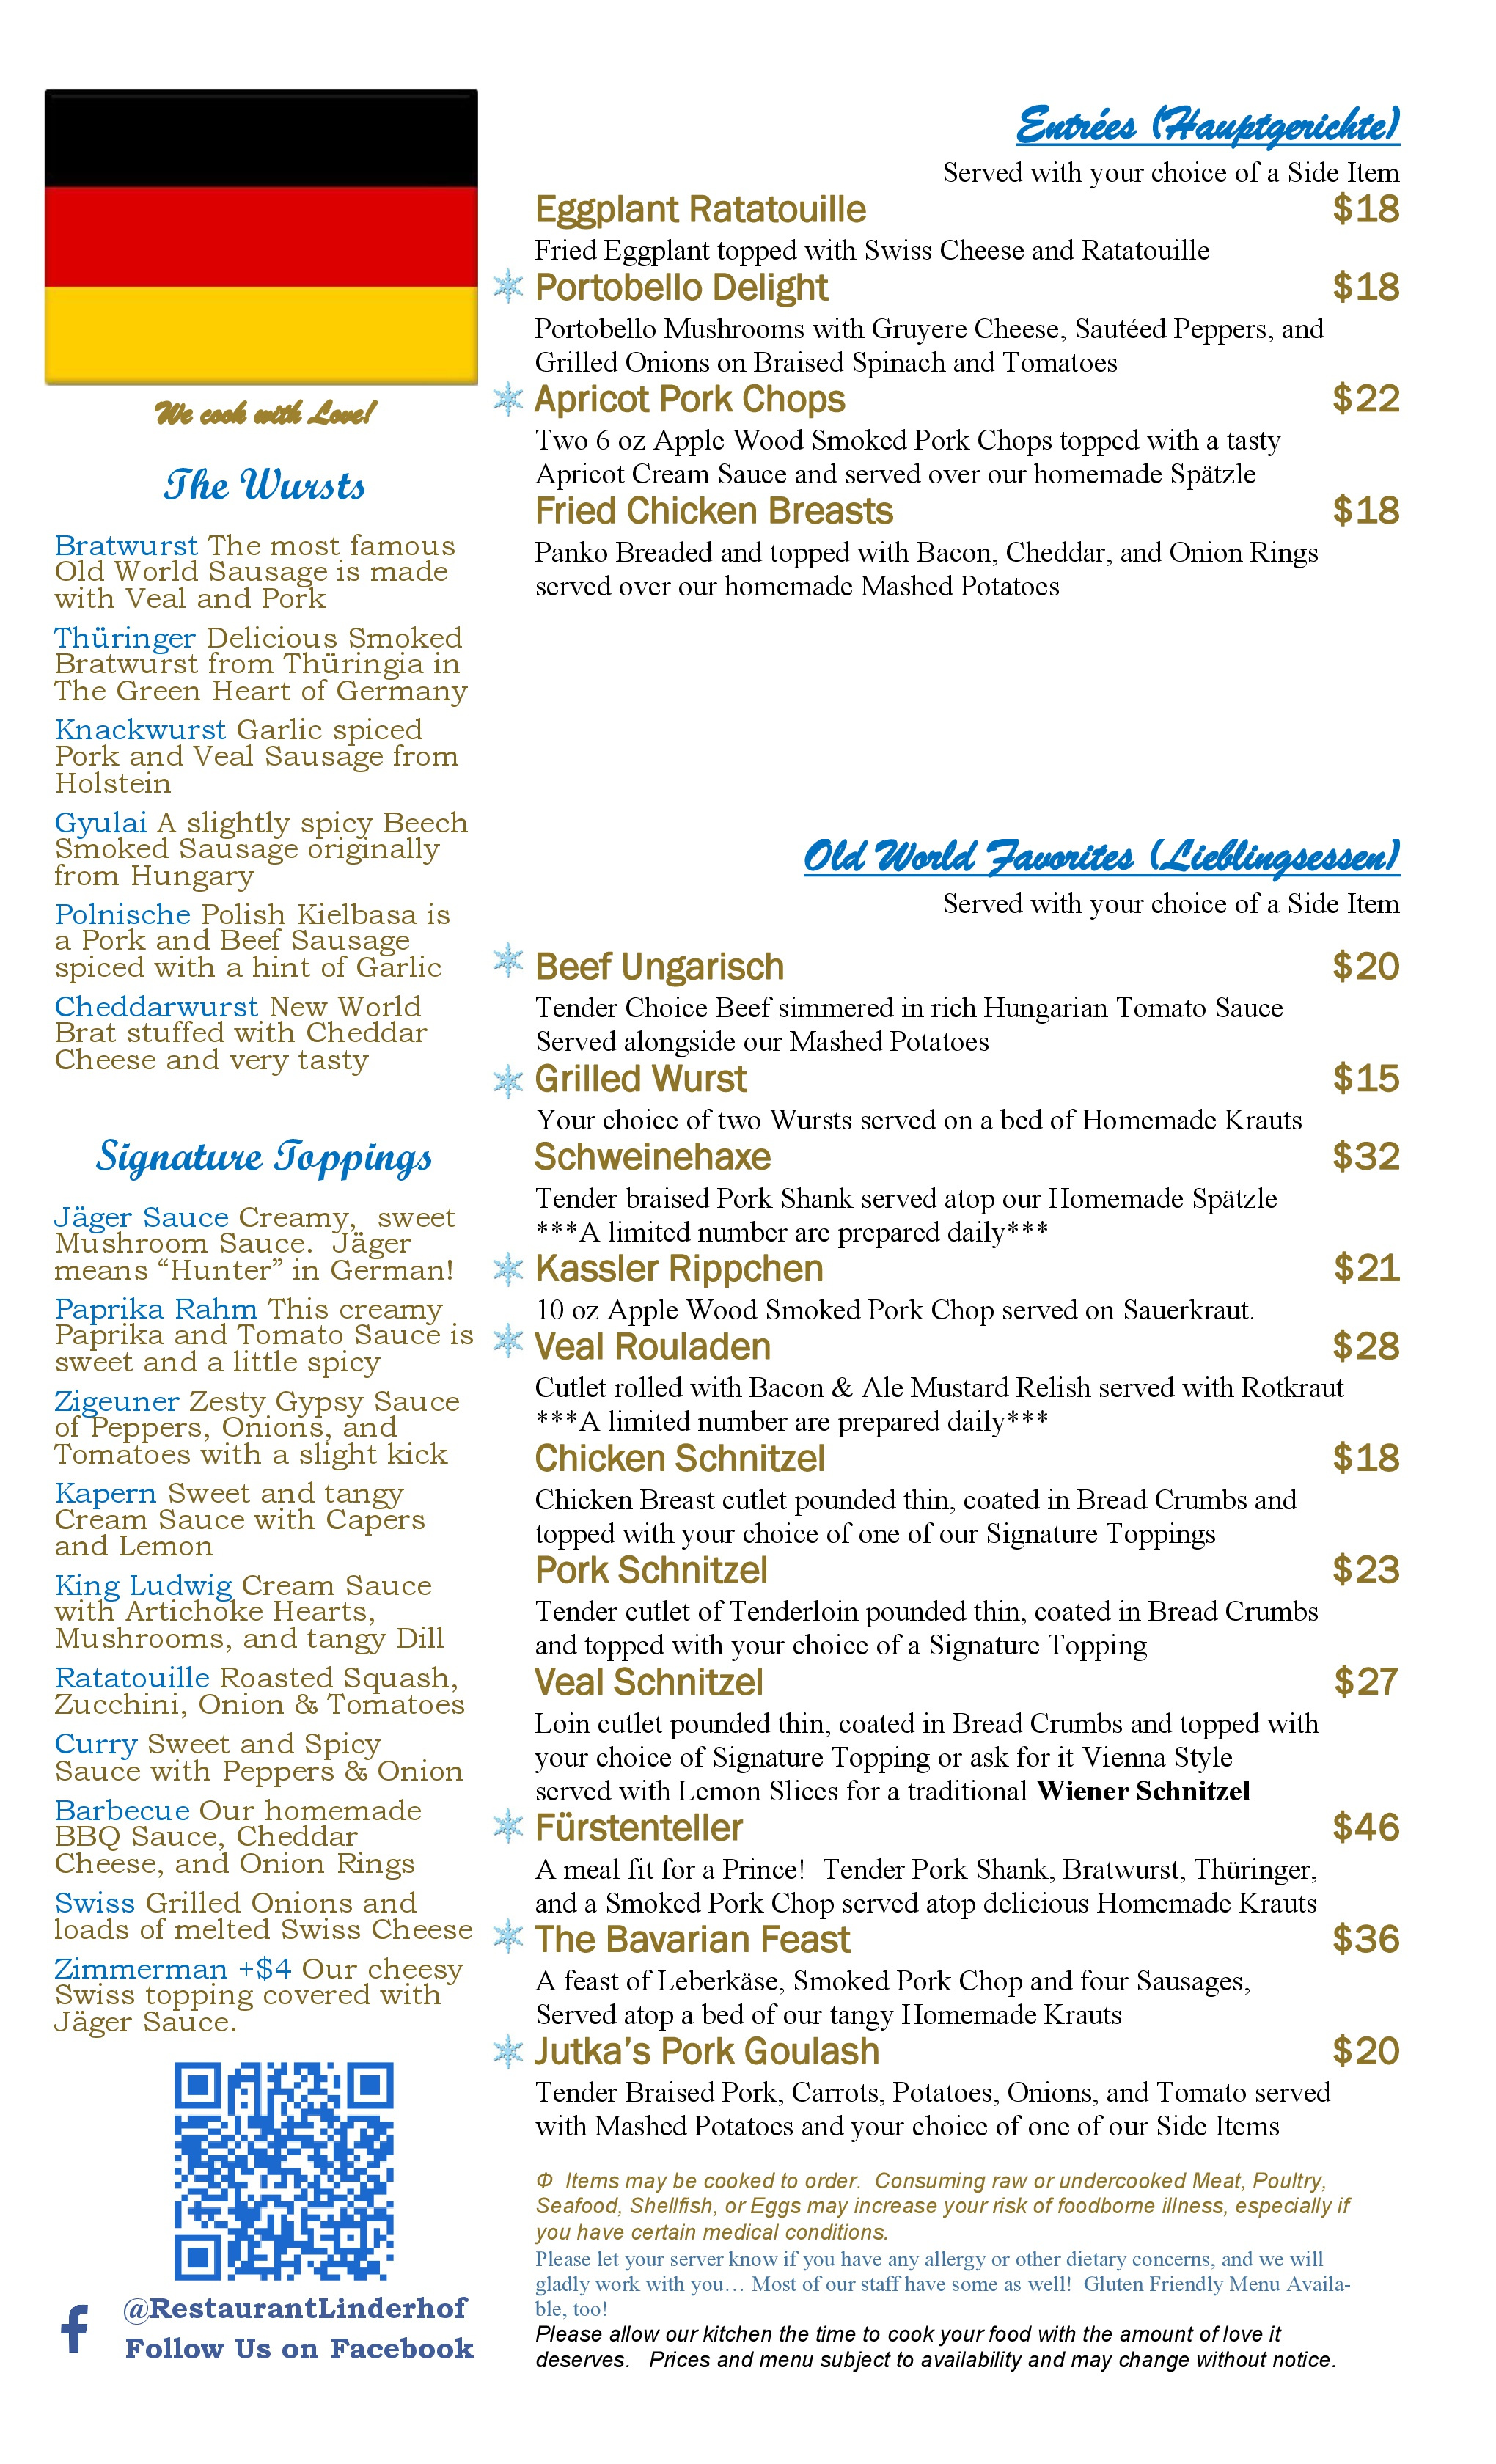 We cook with Love!
The Wursts
Bratwurst The most famous
Old World Sausage is made
with Veal and Pork
Thüringer Delicious Smoked
Bratwurst from Thüringia in
The Green Heart of Germany
Knackwurst Garlic spiced
Pork and Veal Sausage from
Holstein
Gyulai A slightly spicy Beech
Smoked Sausage originally
from Hungary
Polnische Polish Kielbasa is
a Pork and Beef Sausage
spiced with a hint of Garlic
Cheddarwurst New World
Brat stuffed with Cheddar
Cheese and very tasty
Signature Toppings
Jäger Sauce Creamy, sweet
Mushroom Sauce. Jäger
means “Hunter” in German!
Paprika Rahm This creamy
Paprika and Tomato Sauce is
sweet and a little spicy
Zigeuner Zesty Gypsy Sauce
of Peppers, Onions, and
Tomatoes with a slight kick
Kapern Sweet and tangy
Cream Sauce with Capers
and Lemon
King Ludwig Cream Sauce
with Artichoke Hearts,
Mushrooms, and tangy Dill
Ratatouille Roasted Squash,
Zucchini, Onion & Tomatoes
Curry Sweet and Spicy
Sauce with Peppers & Onion
Barbecue Our homemade
BBQ Sauce, Cheddar
Cheese, and Onion Rings
Swiss Grilled Onions and
loads of melted Swiss Cheese
Zimmerman +$4 Our cheesy
Swiss topping covered with
Jäger Sauce.
@RestaurantLinderhof
Follow Us on Facebook
Entrées (Hauptgerichte)
Served with your choice of a Side Item
Eggplant Ratatouille $18
Fried Eggplant topped with Swiss Cheese and Ratatouille
Portobello Delight $18
Portobello Mushrooms with Gruyere Cheese, Sautéed Peppers, and
Grilled Onions on Braised Spinach and Tomatoes
Apricot Pork Chops $22
Two 6 oz Apple Wood Smoked Pork Chops topped with a tasty
Apricot Cream Sauce and served over our homemade Spätzle
Fried Chicken Breasts $18
Panko Breaded and topped with Bacon, Cheddar, and Onion Rings
served over our homemade Mashed Potatoes
Old World Favorites (Lieblingsessen)
Served with your choice of a Side Item
Beef Ungarisch $20
Tender Choice Beef simmered in rich Hungarian Tomato Sauce
Served alongside our Mashed Potatoes
Grilled Wurst $15
Your choice of two Wursts served on a bed of Homemade Krauts
Schweinehaxe $32
Tender braised Pork Shank served atop our Homemade Spätzle
***A limited number are prepared daily***
Kassler Rippchen $21
10 oz Apple Wood Smoked Pork Chop served on Sauerkraut.
Veal Rouladen $28
Cutlet rolled with Bacon & Ale Mustard Relish served with Rotkraut
***A limited number are prepared daily***
Chicken Schnitzel $18
Chicken Breast cutlet pounded thin, coated in Bread Crumbs and
topped with your choice of one of our Signature Toppings
Pork Schnitzel $23
Tender cutlet of Tenderloin pounded thin, coated in Bread Crumbs
and topped with your choice of a Signature Topping
Veal Schnitzel $27
Loin cutlet pounded thin, coated in Bread Crumbs and topped with
your choice of Signature Topping or ask for it Vienna Style
served with Lemon Slices for a traditional Wiener Schnitzel
Fürstenteller $46
A meal fit for a Prince! Tender Pork Shank, Bratwurst, Thüringer,
and a Smoked Pork Chop served atop delicious Homemade Krauts
The Bavarian Feast $36
A feast of Leberkäse, Smoked Pork Chop and four Sausages,
Served atop a bed of our tangy Homemade Krauts
Jutka’s Pork Goulash $20
Tender Braised Pork, Carrots, Potatoes, Onions, and Tomato served
with Mashed Potatoes and your choice of one of our Side Items
Φ Items may be cooked to order. Consuming raw or undercooked Meat, Poultry,
Seafood, Shellfish, or Eggs may increase your risk of foodborne illness, especially if
you have certain medical conditions.
Please let your server know if you have any allergy or other dietary concerns, and we will
gladly work with you… Most of our staff have some as well! Gluten Friendly Menu Availa-
ble, too!
Please allow our kitchen the time to cook your food with the amount of love it
deserves. Prices and menu subject to availability and may change without notice.